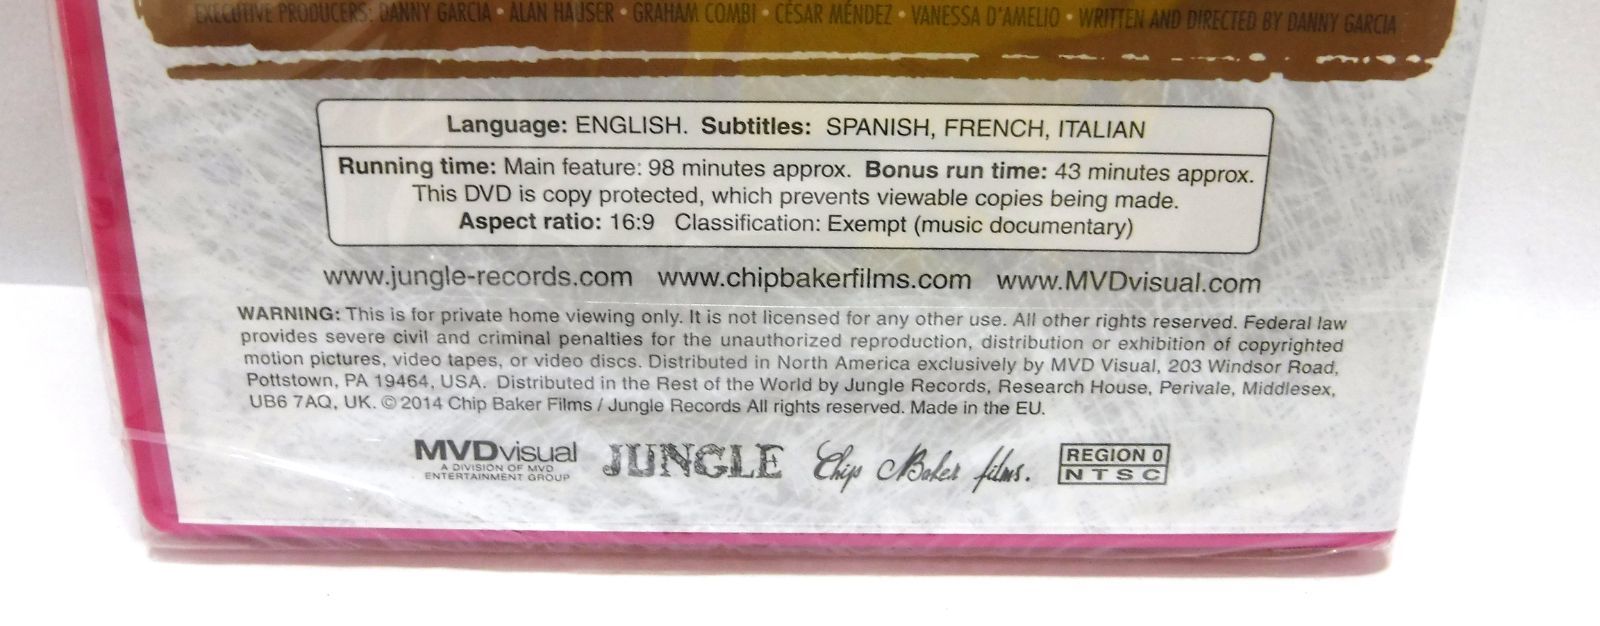 EXECUTIVE PRODUCERS: DANNY GARCIA • ALAN HAUSER • GRAHAM COMBI • CÉSAR MÉNDEZ • VANESSA D'AMELIO • WRITTEN AND DIRECTED BY DANNY GARCIA
Language: ENGLISH. Subtitles: SPANISH, FRENCH, ITALIAN
Running time: Main feature: 98 minutes approx. Bonus run time: 43 minutes approx.
This DVD is copy protected, which prevents viewable copies being made.
Aspect ratio: 16:9 Classification: Exempt (music documentary)
www.jungle-records.com www.chipbakerfilms.com www.MVDvisual.com
WARNING: This is for private home viewing only. It is not licensed for any other use. All other rights reserved. Federal law
provides severe civil and criminal penalties for the unauthorized reproduction, distribution or exhibition of copyrighted
motion pictures, video tapes, or video discs. Distributed in North America exclusively by MVD Visual, 203 Windsor Road,
Pottstown, PA 19464, USA. Distributed in the Rest of the World by Jungle Records, Research House, Perivale, Middlesex,
UB6 7AQ, UK. © 2014 Chip Baker Films / Jungle Records All rights reserved. Made in the EU.
MVDvisual JUNGLE Chip Baker films. REGION 0
A DIVISION OF MVD NTSC
ENTERTAINMENT GROUP